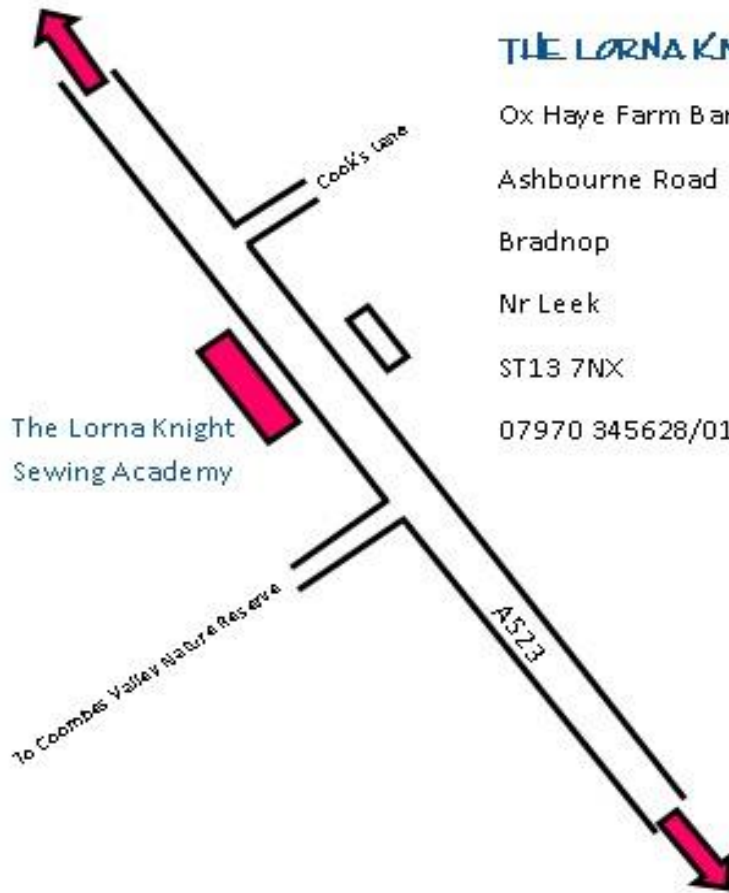 THE LORNA KN
Ox Haye Farm Bar
Ashbourne Road
Bradnop
Nr Leek
ST13 7NX
07970 345628/01
Cook's Lane
The Lorna Knight
Sewing Academy
To Coombes Valley Nature Reserve
A523